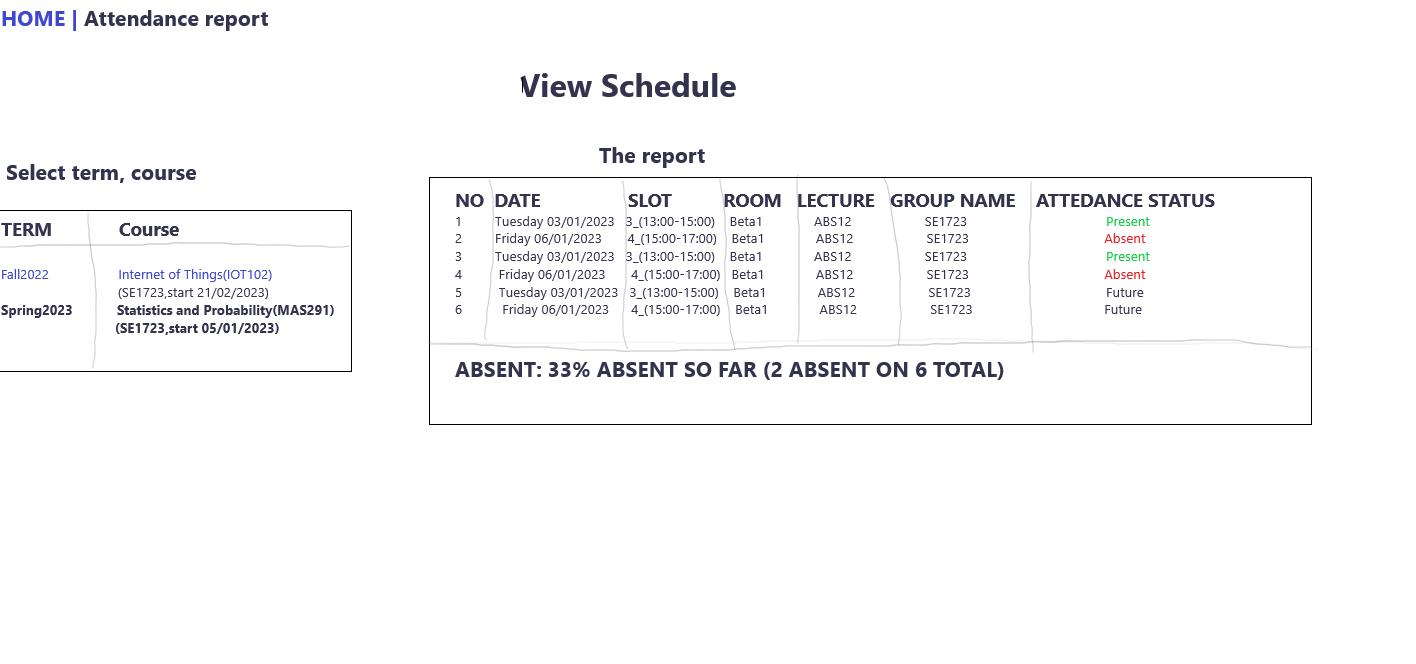 HOME | Attendance report
View Schedule
Select term, course
TERM Course
Fall2022 Internet of Things(IOT102)
(SE1723,start 21/02/2023)
Spring2023 Statistics and Probability(MAS291)
(SE1723,start 05/01/2023)
The report
NO DATE SLOT ROOM LECTURE GROUP NAME ATTEDANCE STATUS
1 Tuesday 03/01/2023 3_(13:00-15:00) Beta1 ABS12 SE1723 Present
2 Friday 06/01/2023 4_(15:00-17:00) Beta1 ABS12 SE1723 Absent
3 Tuesday 03/01/2023 3_(13:00-15:00) Beta1 ABS12 SE1723 Present
4 Friday 06/01/2023 4_(15:00-17:00) Beta1 ABS12 SE1723 Absent
5 Tuesday 03/01/2023 3_(13:00-15:00) Beta1 ABS12 SE1723 Future
6 Friday 06/01/2023 4_(15:00-17:00) Beta1 ABS12 SE1723 Future
ABSENT: 33% ABSENT SO FAR (2 ABSENT ON 6 TOTAL)